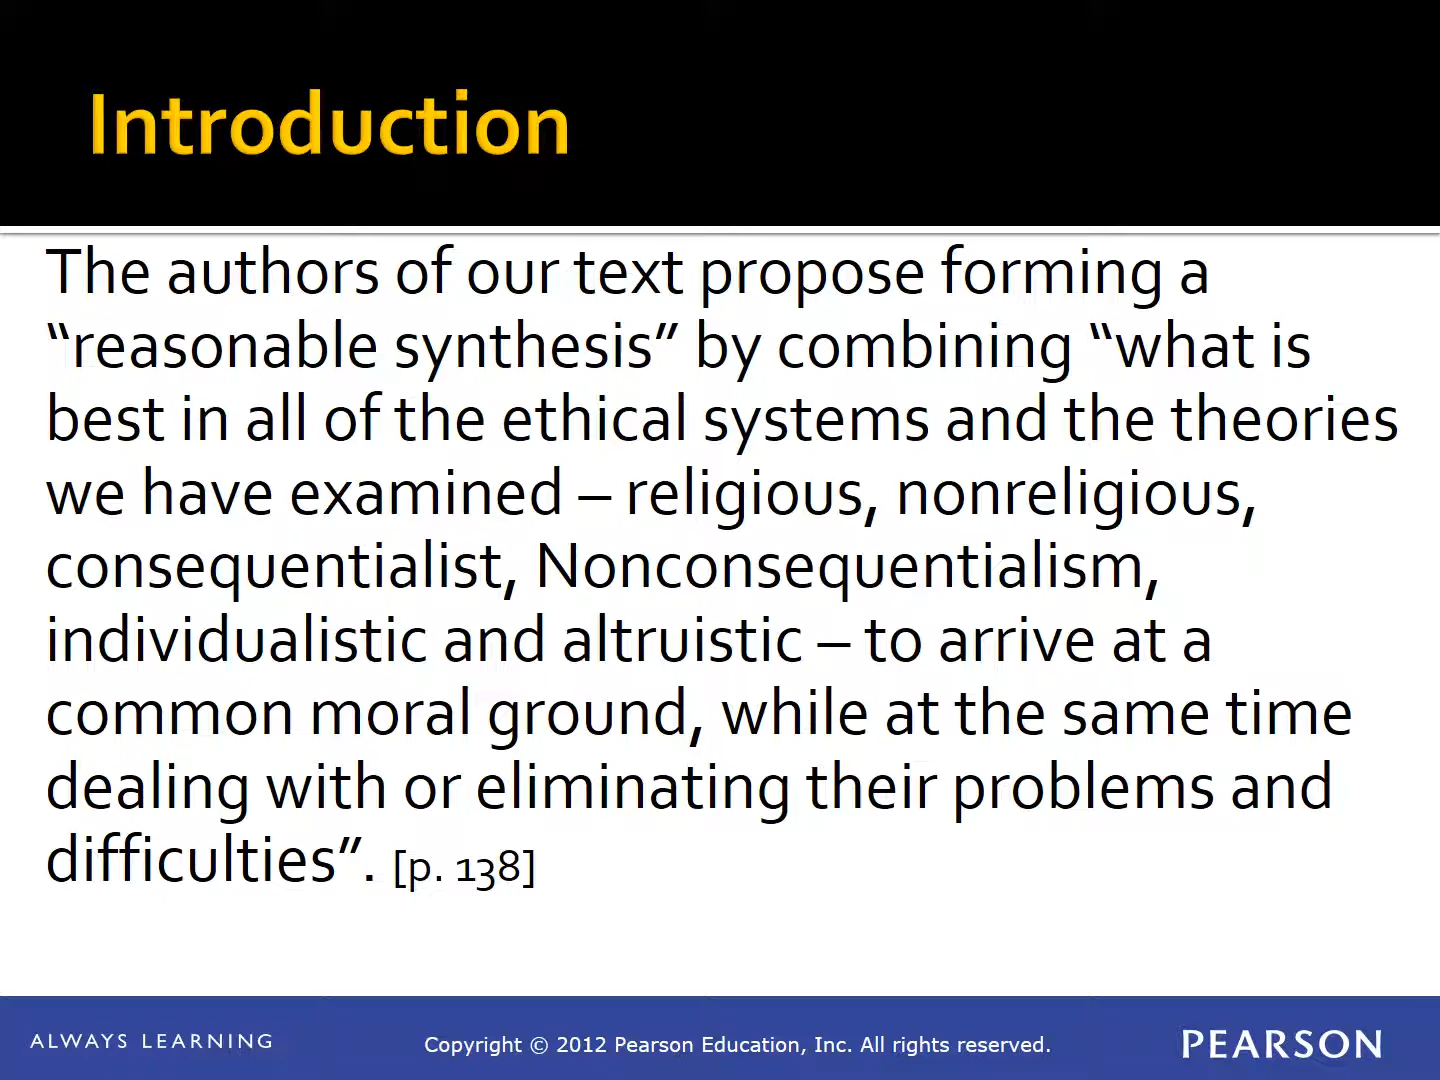 Introduction
The authors of our text propose forming a
“reasonable synthesis” by combining “what is
best in all of the ethical systems and the theories
we have examined – religious, nonreligious,
consequentialist, Nonconsequentialism,
individualistic and altruistic – to arrive at a
common moral ground, while at the same time
dealing with or eliminating their problems and
difficulties”. [p. 138]
ALWAYS LEARNING
Copyright © 2012 Pearson Education, Inc. All rights reserved.
PEARSON